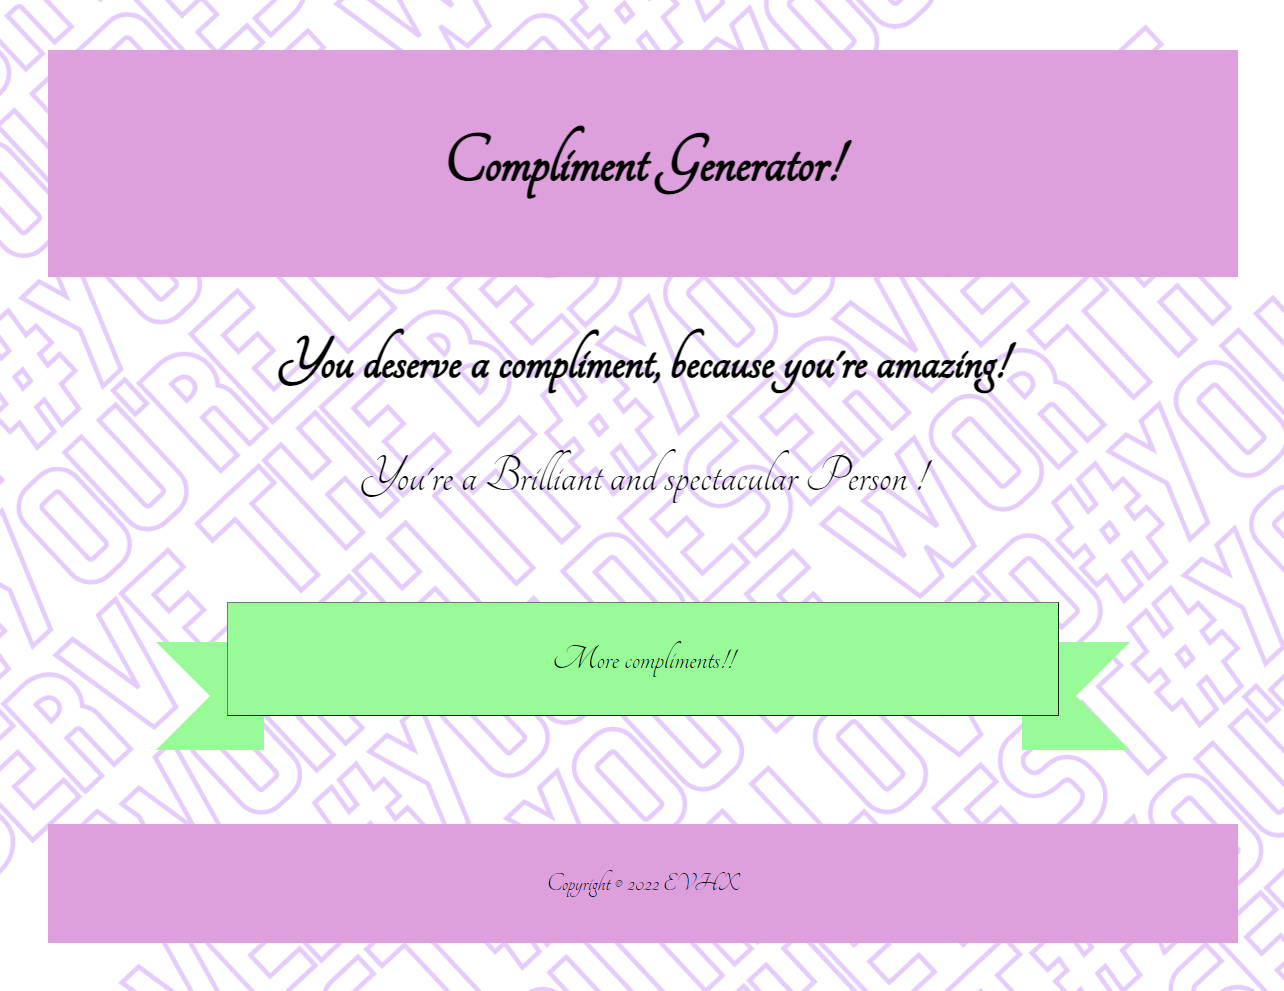 Compliment Generator!
You deserve a compliment, because you're amazing!
You're a Brilliant and spectacular Person !
More compliments!!
Copyright © 2022 EVHX